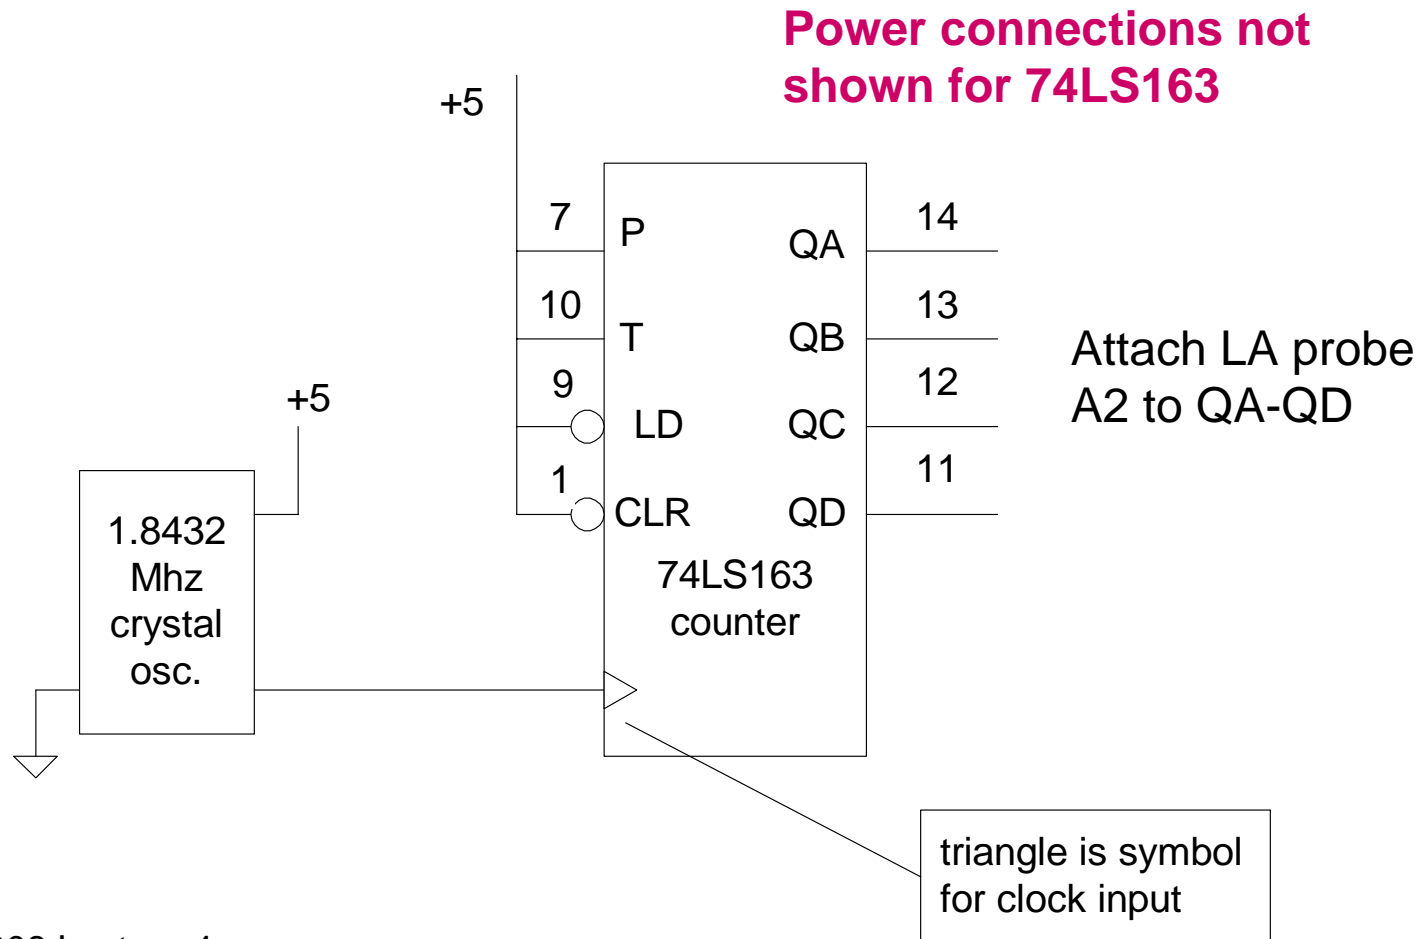 Power connections not
shown for 74LS163
+5
7
P
QA
14
10
T
QB
13
9
LD
QC
12
1
CLR
QD
11
74LS163
counter
Attach LA probe
A2 to QA-QD
+5
1.8432
Mhz
crystal
osc.
triangle is symbol
for clock input